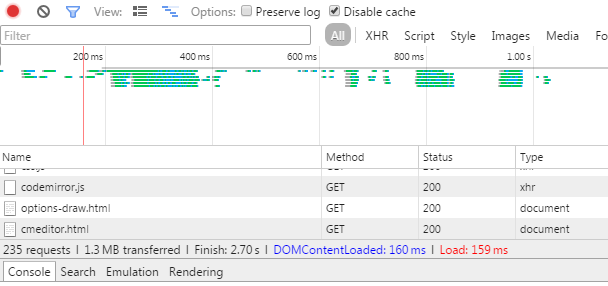 View: Options: Preserve log Disable cache
Filter All XHR Script Style Images Media Fo
200 ms 400 ms 600 ms 800 ms 1.00 s
Name Method Status Type
codemirror.js GET 200 xhr
options-draw.html GET 200 document
cmeditor.html GET 200 document
235 requests | 1.3 MB transferred | Finish: 2.70 s | DOMContentLoaded: 160 ms | Load: 159 ms
Console Search Emulation Rendering